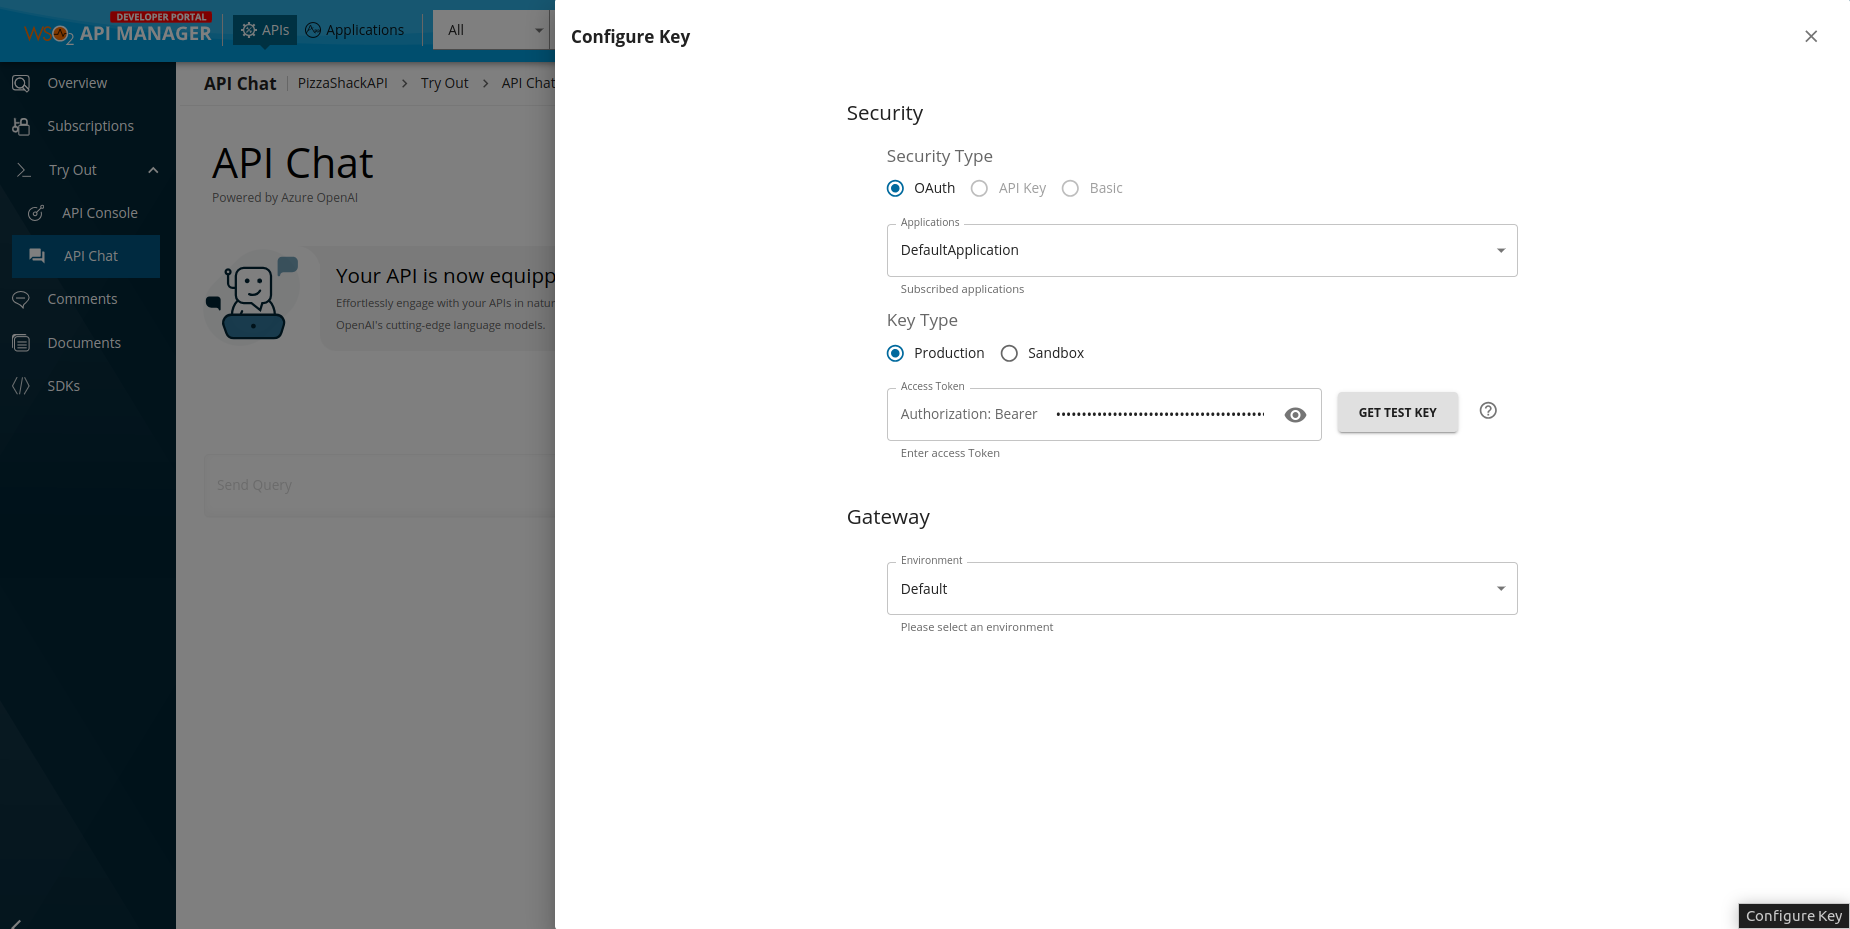 DEVELOPER PORTAL
WSO2 API MANAGER
APIs
Applications
All
Overview
Subscriptions
Try Out
API Console
API Chat
Comments
Documents
SDKs
API Chat
PizzaShackAPI > Try Out > API Chat
API Chat
Powered by Azure OpenAI
Your API is now equipp
Effortlessly engage with your APIs in natur
OpenAI's cutting-edge language models.
Send Query
Configure Key
Security
Security Type
OAuth
API Key
Basic
Applications
DefaultApplication
Subscribed applications
Key Type
Production
Sandbox
Access Token
Authorization: Bearer ••••••••••••••••••••••••••••••••••••••••
GET TEST KEY
Enter access Token
Gateway
Environment
Default
Please select an environment
Configure Key